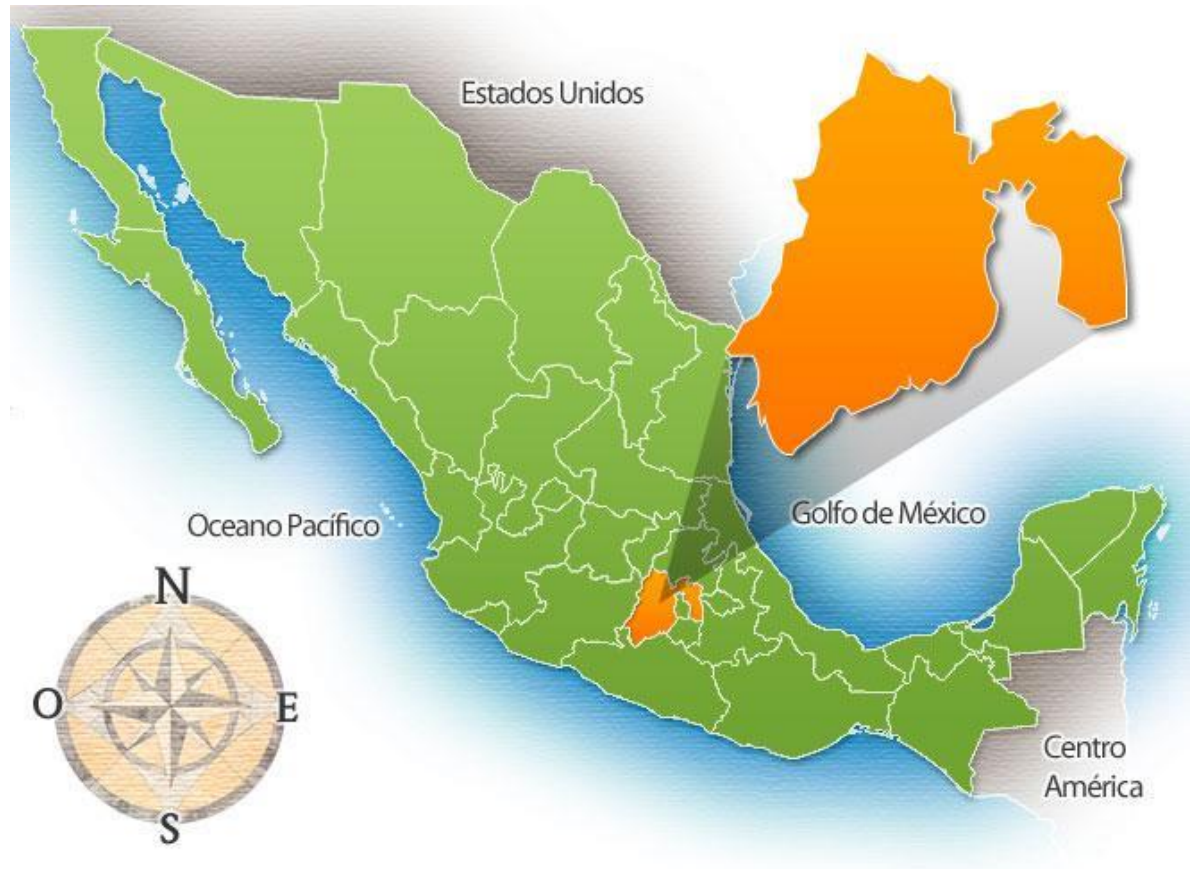 Estados Unidos
Golfo de México
Oceano Pacífico
N
O
E
S
Centro
América